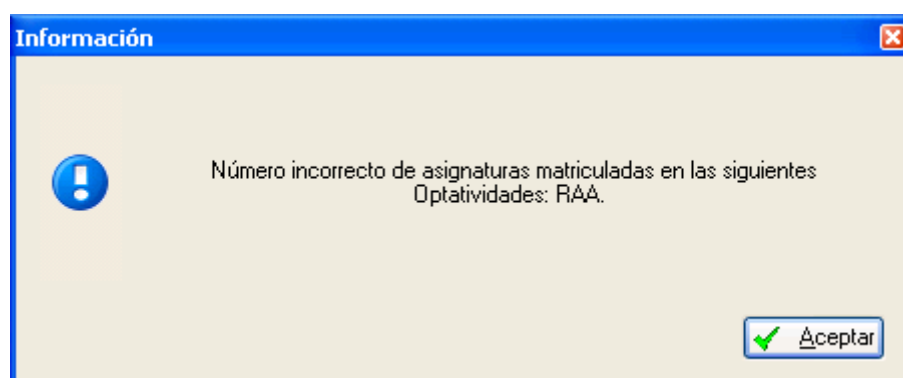 Información
Número incorrecto de asignaturas matriculadas en las siguientes
Optatividades: RAA.
Aceptar